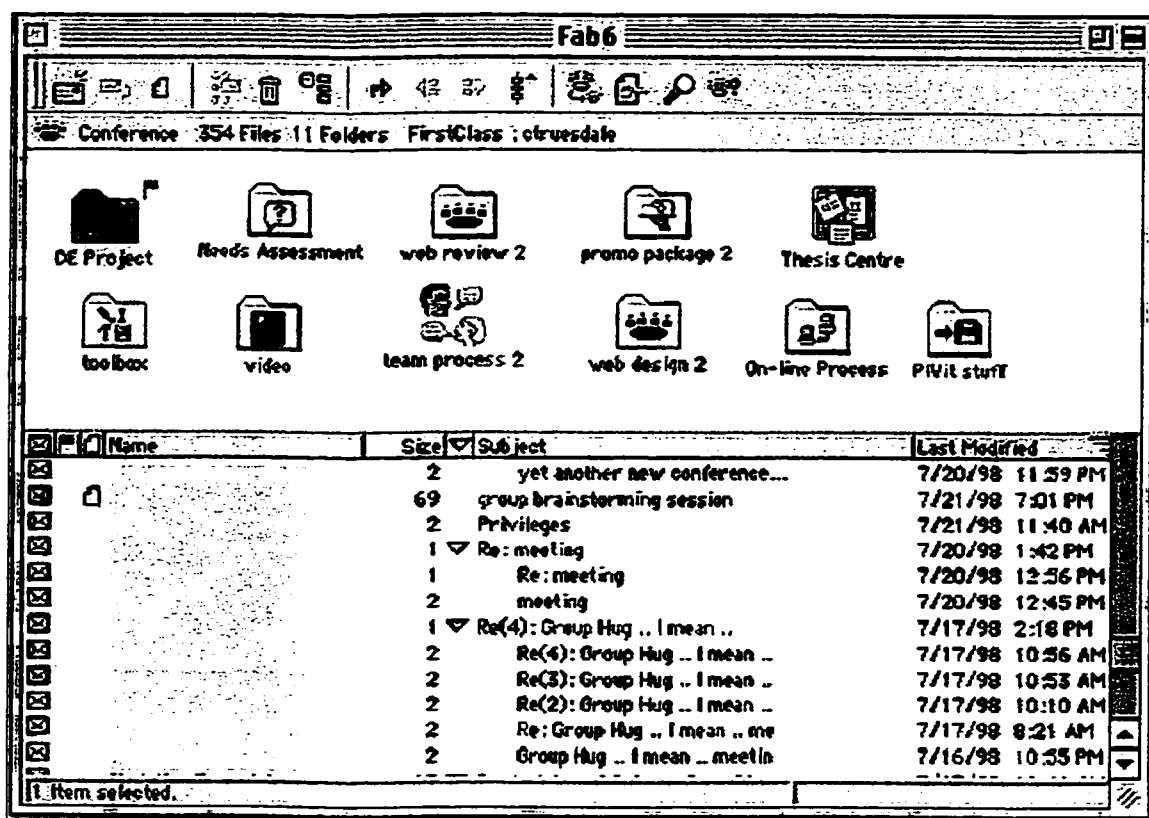 Fab6
Conference 354 Files 11 Folders FirstClass : ctruesdale
DE Project Needs Assessment web review 2 promo package 2 Thesis Centre
toolbox video team process 2 web design 2 On-line Process PIVit stuff
Name Size Subject Last Modified
2 yet another new conference... 7/20/98 11:59 PM
69 group brainstorming session 7/21/98 7:01 PM
2 Privileges 7/21/98 11:40 AM
1 Re: meeting 7/20/98 1:42 PM
1 Re: meeting 7/20/98 12:56 PM
2 meeting 7/20/98 12:45 PM
1 Re(4): Group Hug .. I mean .. 7/17/98 2:18 PM
2 Re(4): Group Hug .. I mean .. 7/17/98 10:56 AM
2 Re(3): Group Hug .. I mean .. 7/17/98 10:53 AM
2 Re(2): Group Hug .. I mean .. 7/17/98 10:10 AM
2 Re: Group Hug .. I mean .. me 7/17/98 8:21 AM
2 Group Hug .. I mean .. meetin 7/16/98 10:55 PM
1 Item selected.